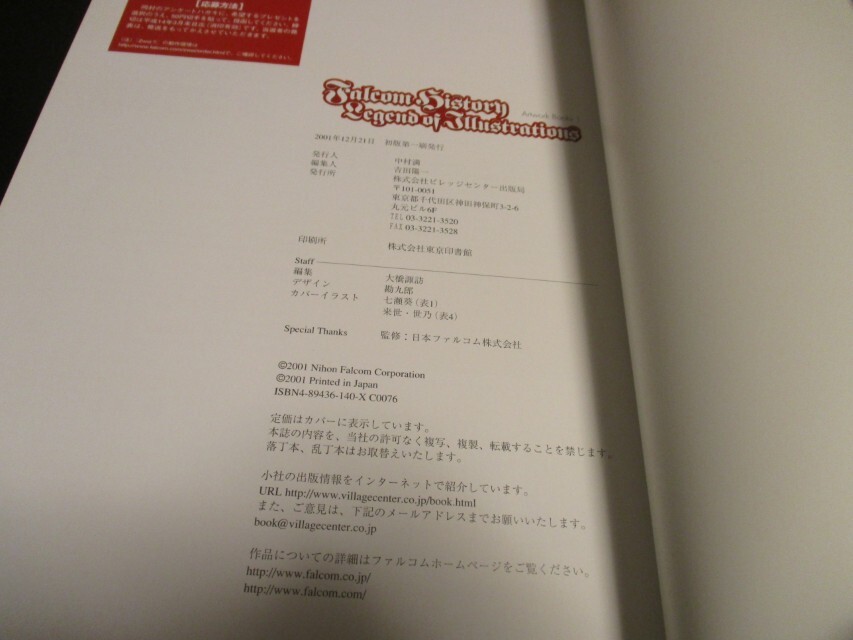 【応募方法】
Falcom History
Legend of Illustrations
2001年12月21日 初版第一刷発行
発行人 中村満
編集人 吉田陽一
発行所 株式会社ビレッジセンター出版局
〒101-0051
東京都千代田区神田神保町3-2-6
丸元ビル6F
TEL 03-3221-3520
FAX 03-3221-3528
印刷所 株式会社東京印書館
Staff
編集 大橋諏訪
デザイン 勘九郎
カバーイラスト 七瀬葵(表1)
来世・世乃(表4)
Special Thanks 監修:日本ファルコム株式会社
©2001 Nihon Falcom Corporation
©2001 Printed in Japan
ISBN4-89436-140-X C0076
定価はカバーに表示しています。
本誌の内容を、当社の許可なく複写、複製、転載することを禁じます。
落丁本、乱丁本はお取替えいたします。
小社の出版情報をインターネットで紹介しています。
URL http://www.villagecenter.co.jp/book.html
また、ご意見は、下記のメールアドレスまでお願いいたします。
book@villagecenter.co.jp
作品についての詳細はファルコムホームページをご覧ください。
http://www.falcom.co.jp/
http://www.falcom.com/